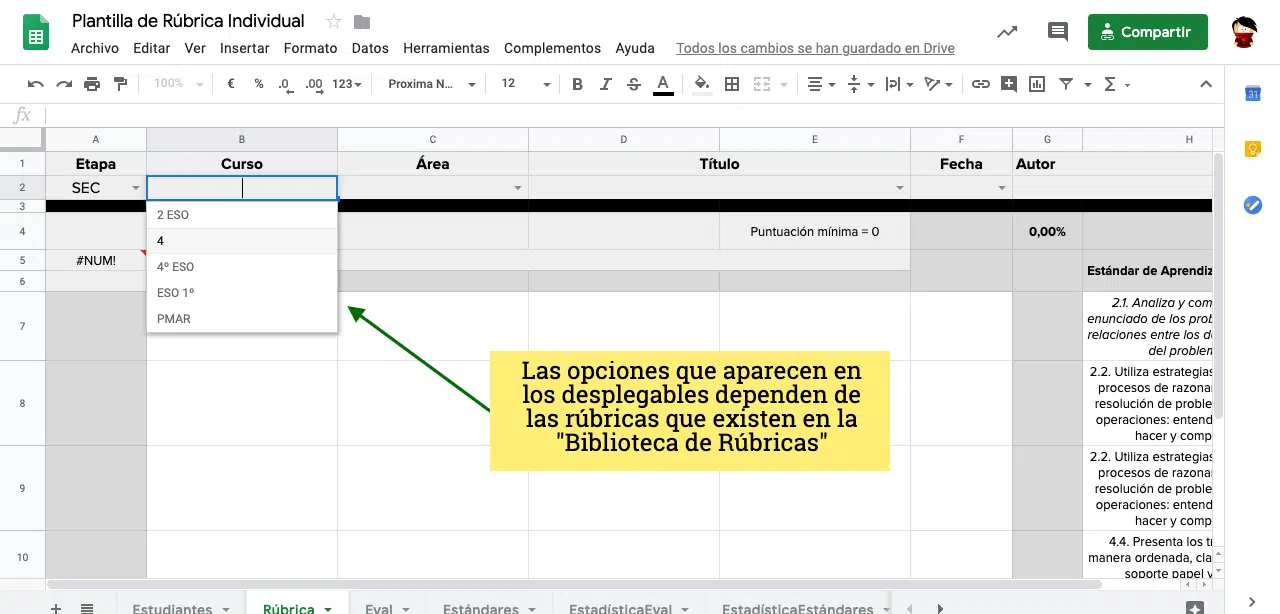 Plantilla de Rúbrica Individual
Archivo Editar Ver Insertar Formato Datos Herramientas Complementos Ayuda Todos los cambios se han guardado en Drive
Compartir
100% € % .0 .00 123 Proxima N... 12 B I S A Σ
31
fx
A B C D E F G H
1 Etapa Curso Área Título Fecha Autor
2 SEC
3
2 ESO
4
4º ESO
ESO 1º
PMAR
4 Puntuación mínima = 0 0,00%
5 #NUM! Estándar de Aprendiz
6
7 2.1. Analiza y com
enunciado de los prob
relaciones entre los d
del problem
8 2.2. Utiliza estrategias
procesos de razona
resolución de proble
operaciones: entend
hacer y comp
9 2.2. Utiliza estrategias
procesos de razona
resolución de proble
operaciones: entend
hacer y comp
10 4.4. Presenta los t
manera ordenada, cla
soporte papel y
Las opciones que aparecen en
los desplegables dependen de
las rúbricas que existen en la
"Biblioteca de Rúbricas"
Estudiantes Rúbrica Eval Estándares EstadísticaEval EstadísticaEstándares